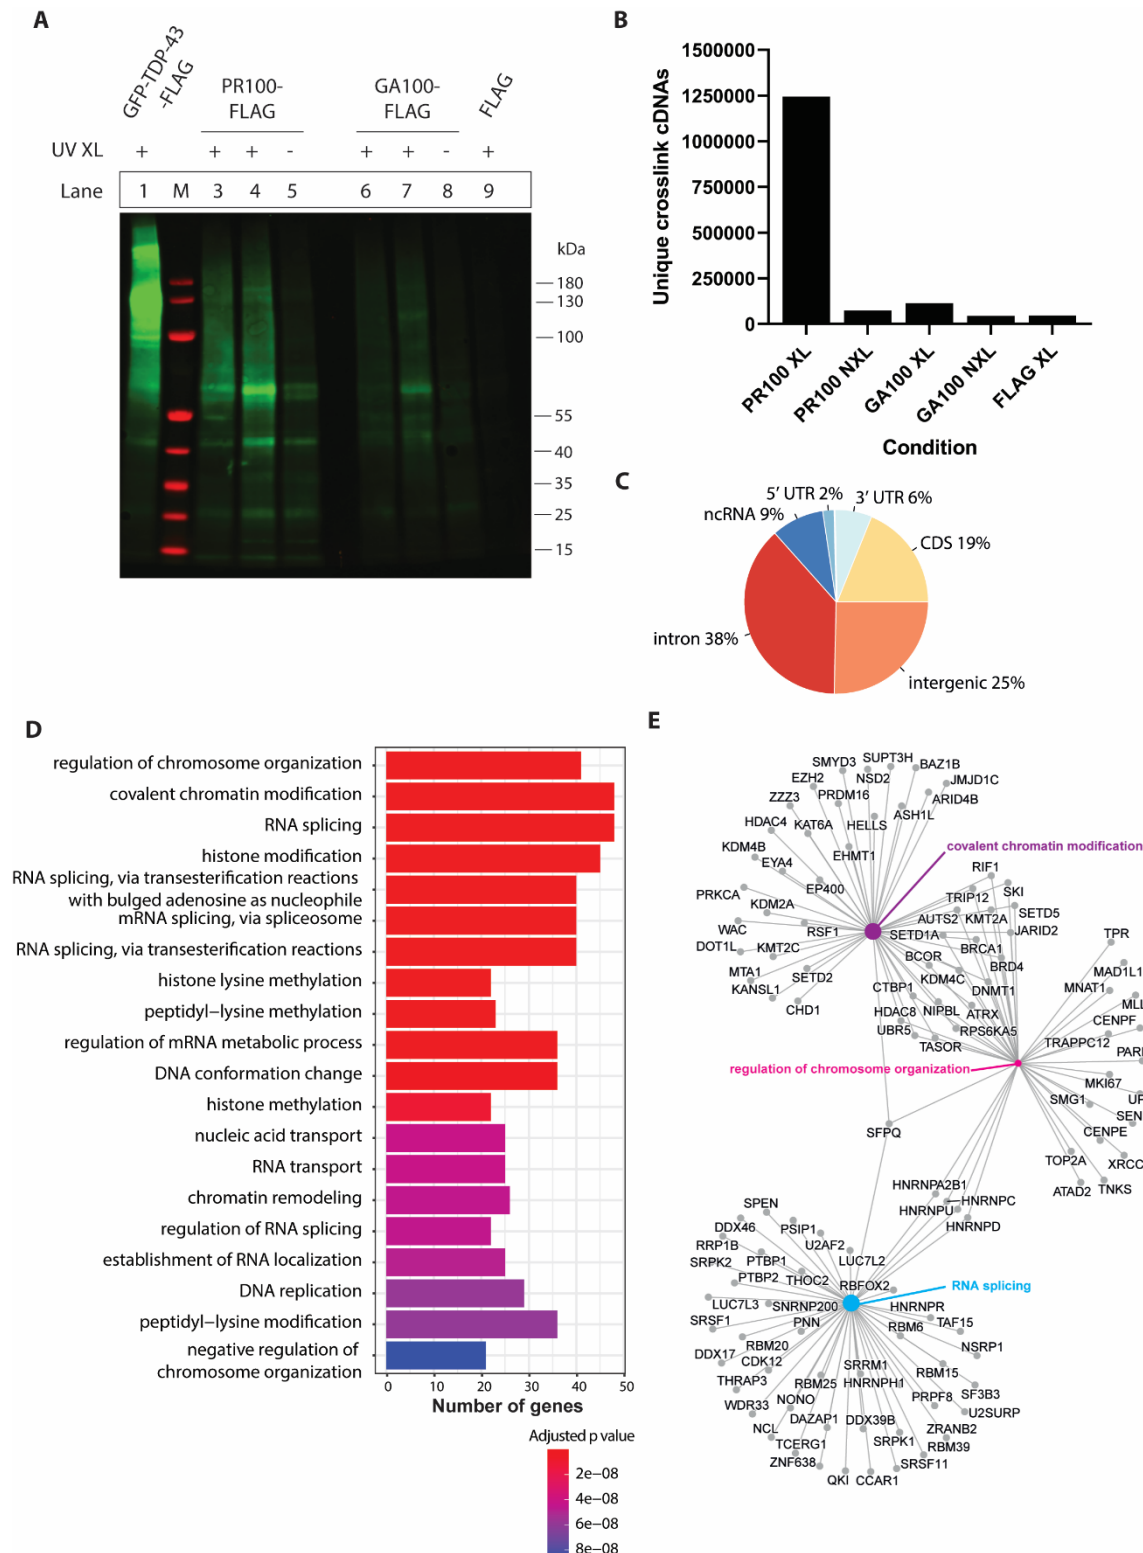 A
GFP-TDP-43
-FLAG
PR100-
FLAG
GA100-
FLAG
FLAG
UV XL + + + - + + - +
Lane 1 M 3 4 5 6 7 8 9
kDa
180
130
100
55
40
35
25
15
B
Unique crosslink cDNAs
1500000
1250000
1000000
750000
500000
250000
0
PR100 XL
PR100 NXL
GA100 XL
GA100 NXL
FLAG XL
Condition
C
5' UTR 2%
3' UTR 6%
ncRNA 9%
CDS 19%
intron 38%
intergenic 25%
D
regulation of chromosome organization
covalent chromatin modification
RNA splicing
histone modification
RNA splicing, via transesterification reactions
with bulged adenosine as nucleophile
mRNA splicing, via spliceosome
RNA splicing, via transesterification reactions
histone lysine methylation
peptidyl−lysine methylation
regulation of mRNA metabolic process
DNA conformation change
histone methylation
nucleic acid transport
RNA transport
chromatin remodeling
regulation of RNA splicing
establishment of RNA localization
DNA replication
peptidyl−lysine modification
negative regulation of
chromosome organization
0 10 20 30 40 50
Number of genes
Adjusted p value
2e−08
4e−08
6e−08
8e−08
E
SUPT3H
SMYD3
BAZ1B
EZH2
NSD2
JMJD1C
ZZZ3
PRDM16
ARID4B
HDAC4
KAT6A
HELLS
ASH1L
KDM4B
EHMT1
covalent chromatin modification
EYA4
RIF1
PRKCA
EP400
TRIP12
SKI
KDM2A
AUTS2
KMT2A
SETD5
WAC
RSF1
SETD1A
JARID2
DOT1L
KMT2C
BRCA1
TPR
MTA1
SETD2
BCOR
BRD4
MAD1L1
KANSL1
KDM4C
DNMT1
MNAT1
CHD1
CTBP1
MLL
HDAC8
NIPBL
ATRX
CENPF
UBR5
RPS6KA5
TRAPPC12
TASOR
PARP
regulation of chromosome organization
MKI67
SMG1
UP
SEN
SFPQ
CENPE
TOP2A
XRCC
HNRNPA2B1
ATAD2
TNKS
HNRNPC
HNRNPU
HNRNPD
SPEN
DDX46
PSIP1
RRP1B
U2AF2
SRPK2
PTBP1
LUC7L2
PTBP2
THOC2
RBFOX2
RNA splicing
LUC7L3
SNRNP200
HNRNPR
SRSF1
PNN
TAF15
RBM20
RBM6
NSRP1
DDX17
CDK12
SRRM1
RBM15
THRAP3
RBM25
HNRNPH1
SF3B3
WDR33
NONO
PRPF8
U2SURP
NCL
DAZAP1
DDX39B
ZRANB2
TCERG1
SRPK1
RBM39
ZNF638
SRSF11
QKI
CCAR1